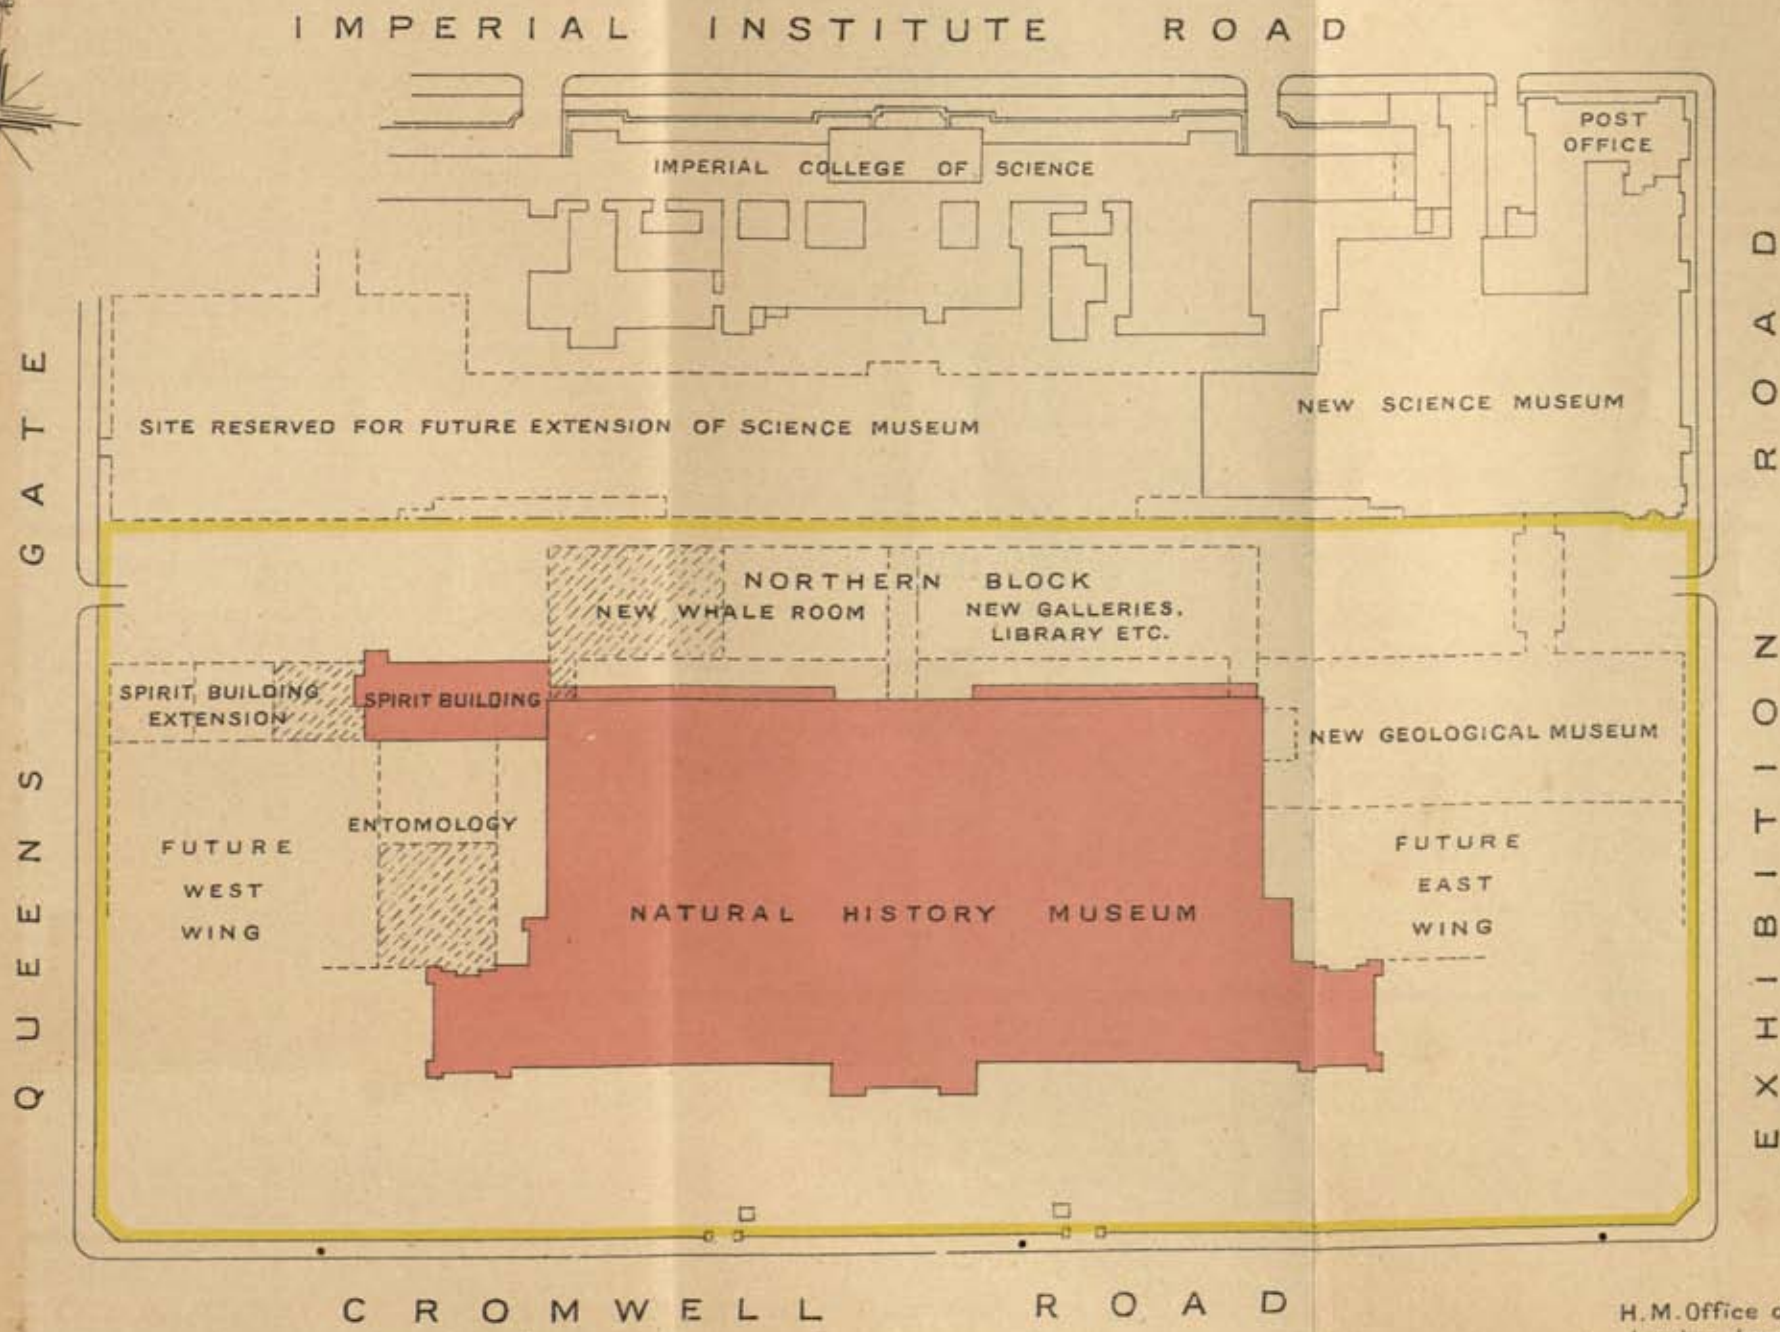 IMPERIAL INSTITUTE ROAD
POST
OFFICE
IMPERIAL COLLEGE OF SCIENCE
NEW SCIENCE MUSEUM
SITE RESERVED FOR FUTURE EXTENSION OF SCIENCE MUSEUM
QUEENS GATE
EXHIBITION ROAD
NORTHERN BLOCK
NEW WHALE ROOM
NEW GALLERIES.
LIBRARY ETC.
SPIRIT BUILDING
EXTENSION
SPIRIT BUILDING
NEW GEOLOGICAL MUSEUM
ENTOMOLOGY
FUTURE
WEST
WING
FUTURE
EAST
WING
NATURAL HISTORY MUSEUM
CROMWELL ROAD
H.M.Office